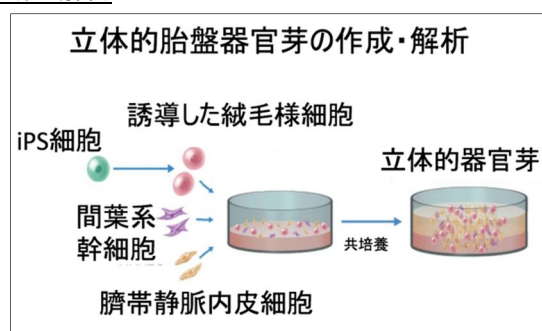 立体的胎盤器官芽の作成・解析
誘導した絨毛様細胞
iPS細胞
立体的器官芽
間葉系
幹細胞
共培養
臍帯静脈内皮細胞